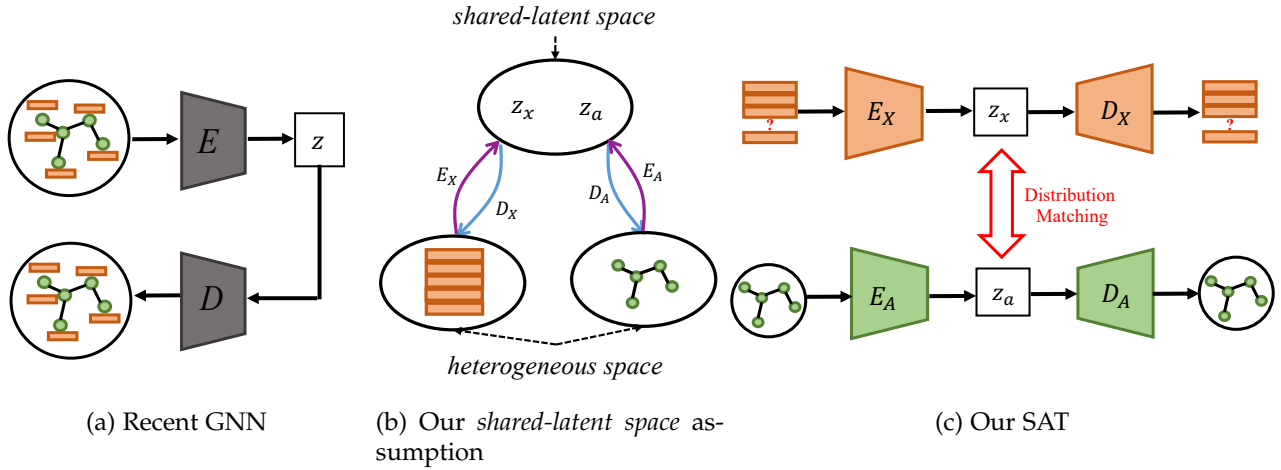 E
z
D
(a) Recent GNN
shared-latent space
z_x z_a
E_X
D_X
D_A
E_A
heterogeneous space
(b) Our shared-latent space as-
sumption
?
E_X
z_x
D_X
?
Distribution
Matching
E_A
z_a
D_A
(c) Our SAT